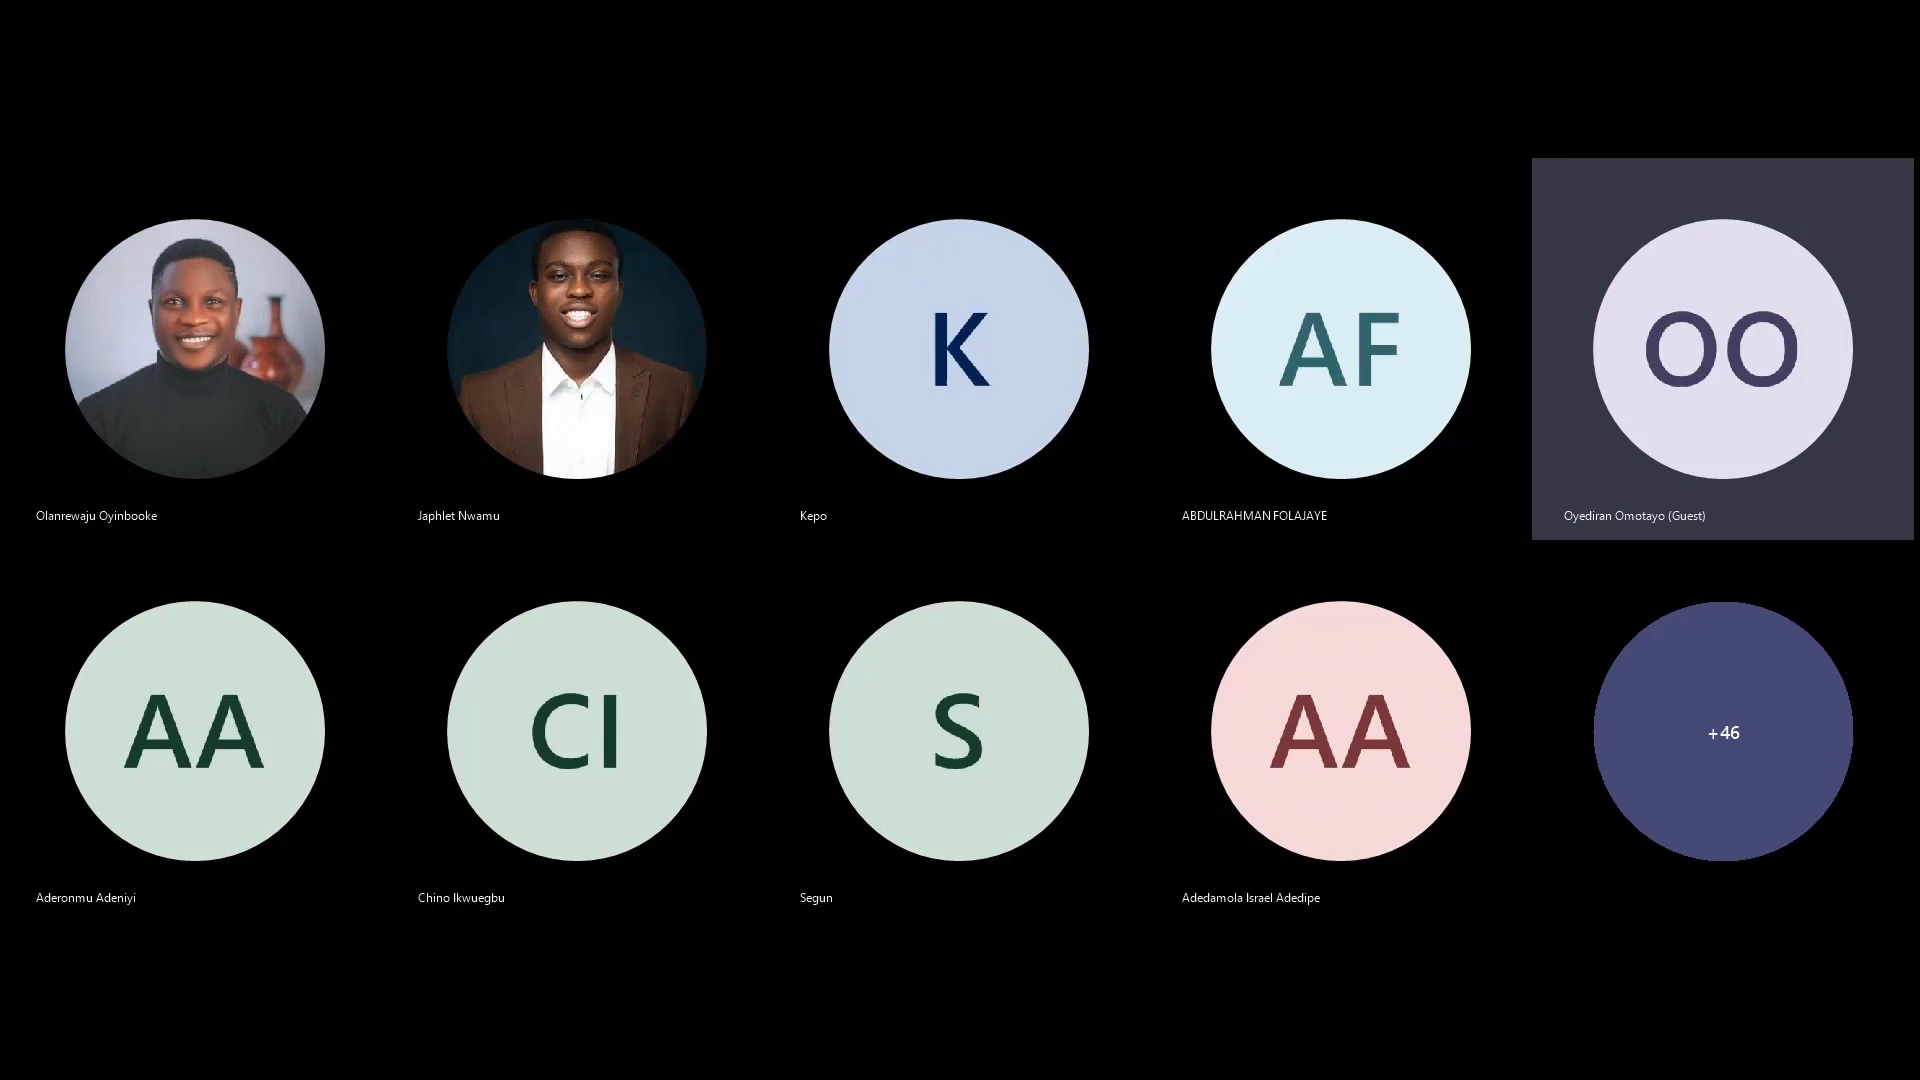 K
AF
OO
Olanrewaju Oyinbooke
Japhlet Nwamu
Kepo
ABDULRAHMAN FOLAJAYE
Oyediran Omotayo (Guest)
AA
CI
S
AA
+46
Aderonmu Adeniyi
Chino Ikwuegbu
Segun
Adedamola Israel Adedipe